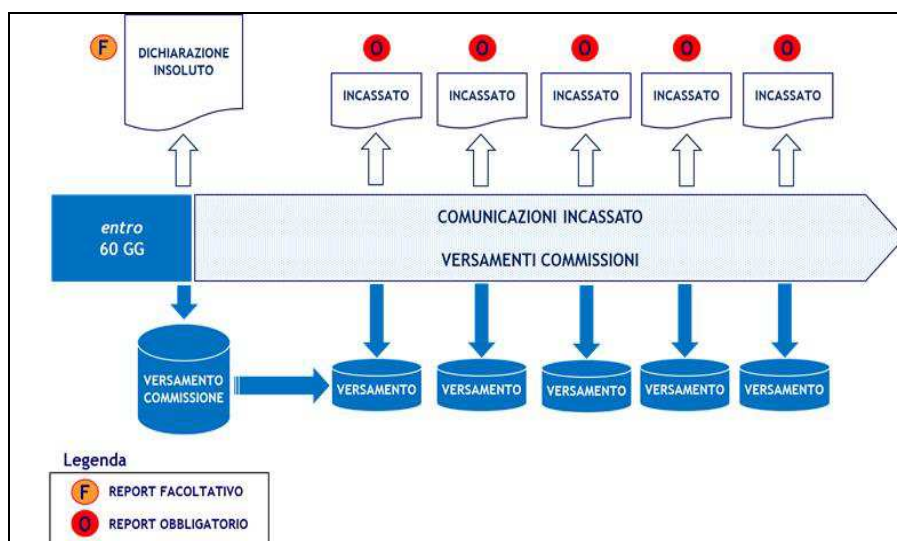 F
DICHIARAZIONE
INSOLUTO
O
O
O
O
O
INCASSATO
INCASSATO
INCASSATO
INCASSATO
INCASSATO
entro
60 GG
COMUNICAZIONI INCASSATO
VERSAMENTI COMMISSIONI
VERSAMENTO
COMMISSIONE
VERSAMENTO
VERSAMENTO
VERSAMENTO
VERSAMENTO
VERSAMENTO
Legenda
F REPORT FACOLTATIVO
O REPORT OBBLIGATORIO